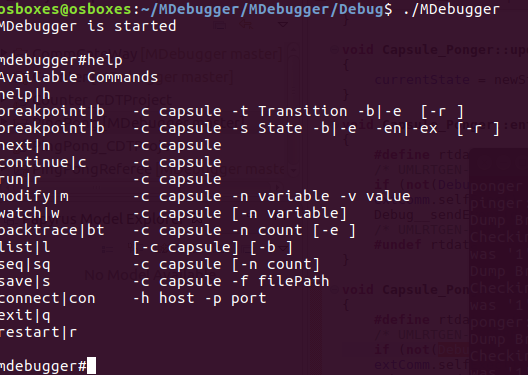 osboxes@osboxes:~/MDebugger/MDebugger/Debug$ ./MDebugger
MDebugger is started

mdebugger#help
Available Commands
help|h
breakpoint|b    -c capsule -t Transition -b|-e  [-r ]
breakpoint|b    -c capsule -s State -b|-e -en|-ex  [-r ]
next|n          -c capsule
continue|c      -c capsule
run|r           -c capsule
modify|m        -c capsule -n variable -v value
watch|w         -c capsule [-n variable]
backtrace|bt    -c capsule -n count [-e ]
list|l          [-c capsule] [-b ]
seq|sq          -c capsule [-n count]
save|s          -c capsule -f filePath
connect|con     -h host -p port
exit|q
restart|r

mdebugger#